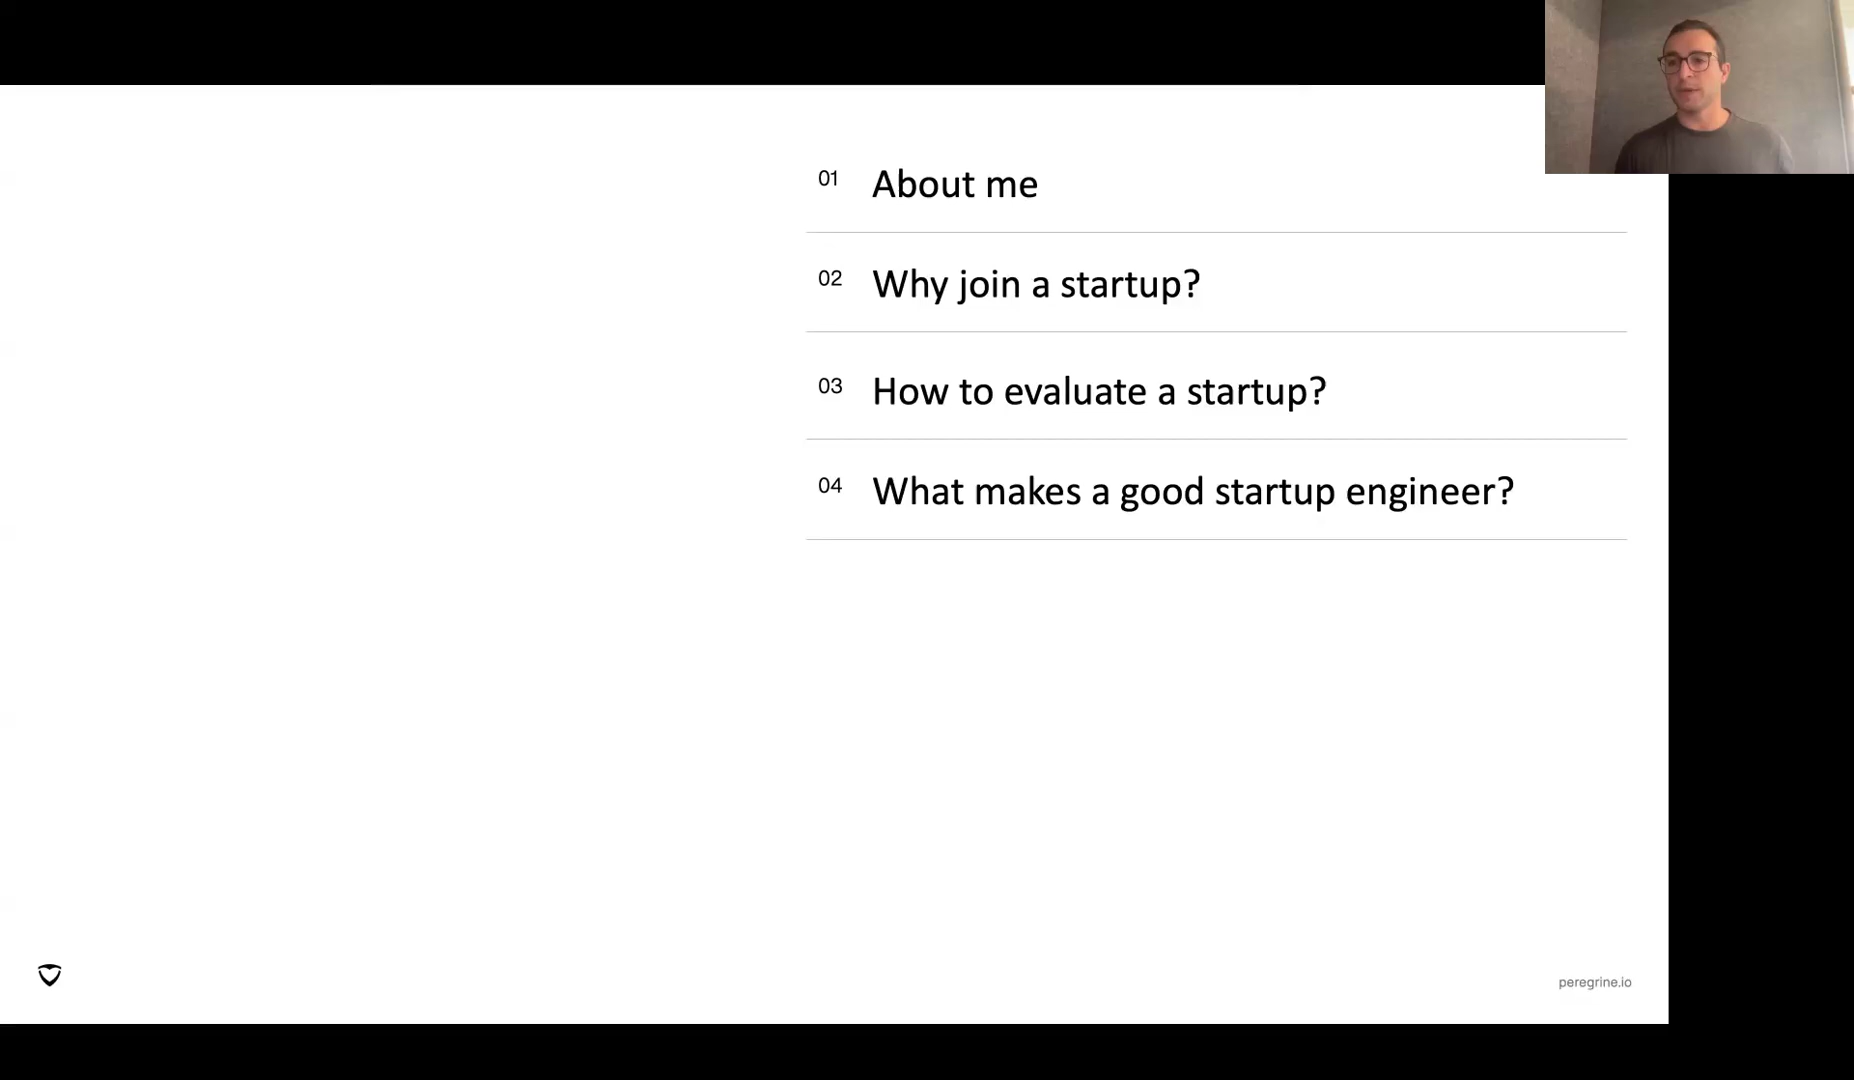 01 About me
02 Why join a startup?
03 How to evaluate a startup?
04 What makes a good startup engineer?
peregrine.io